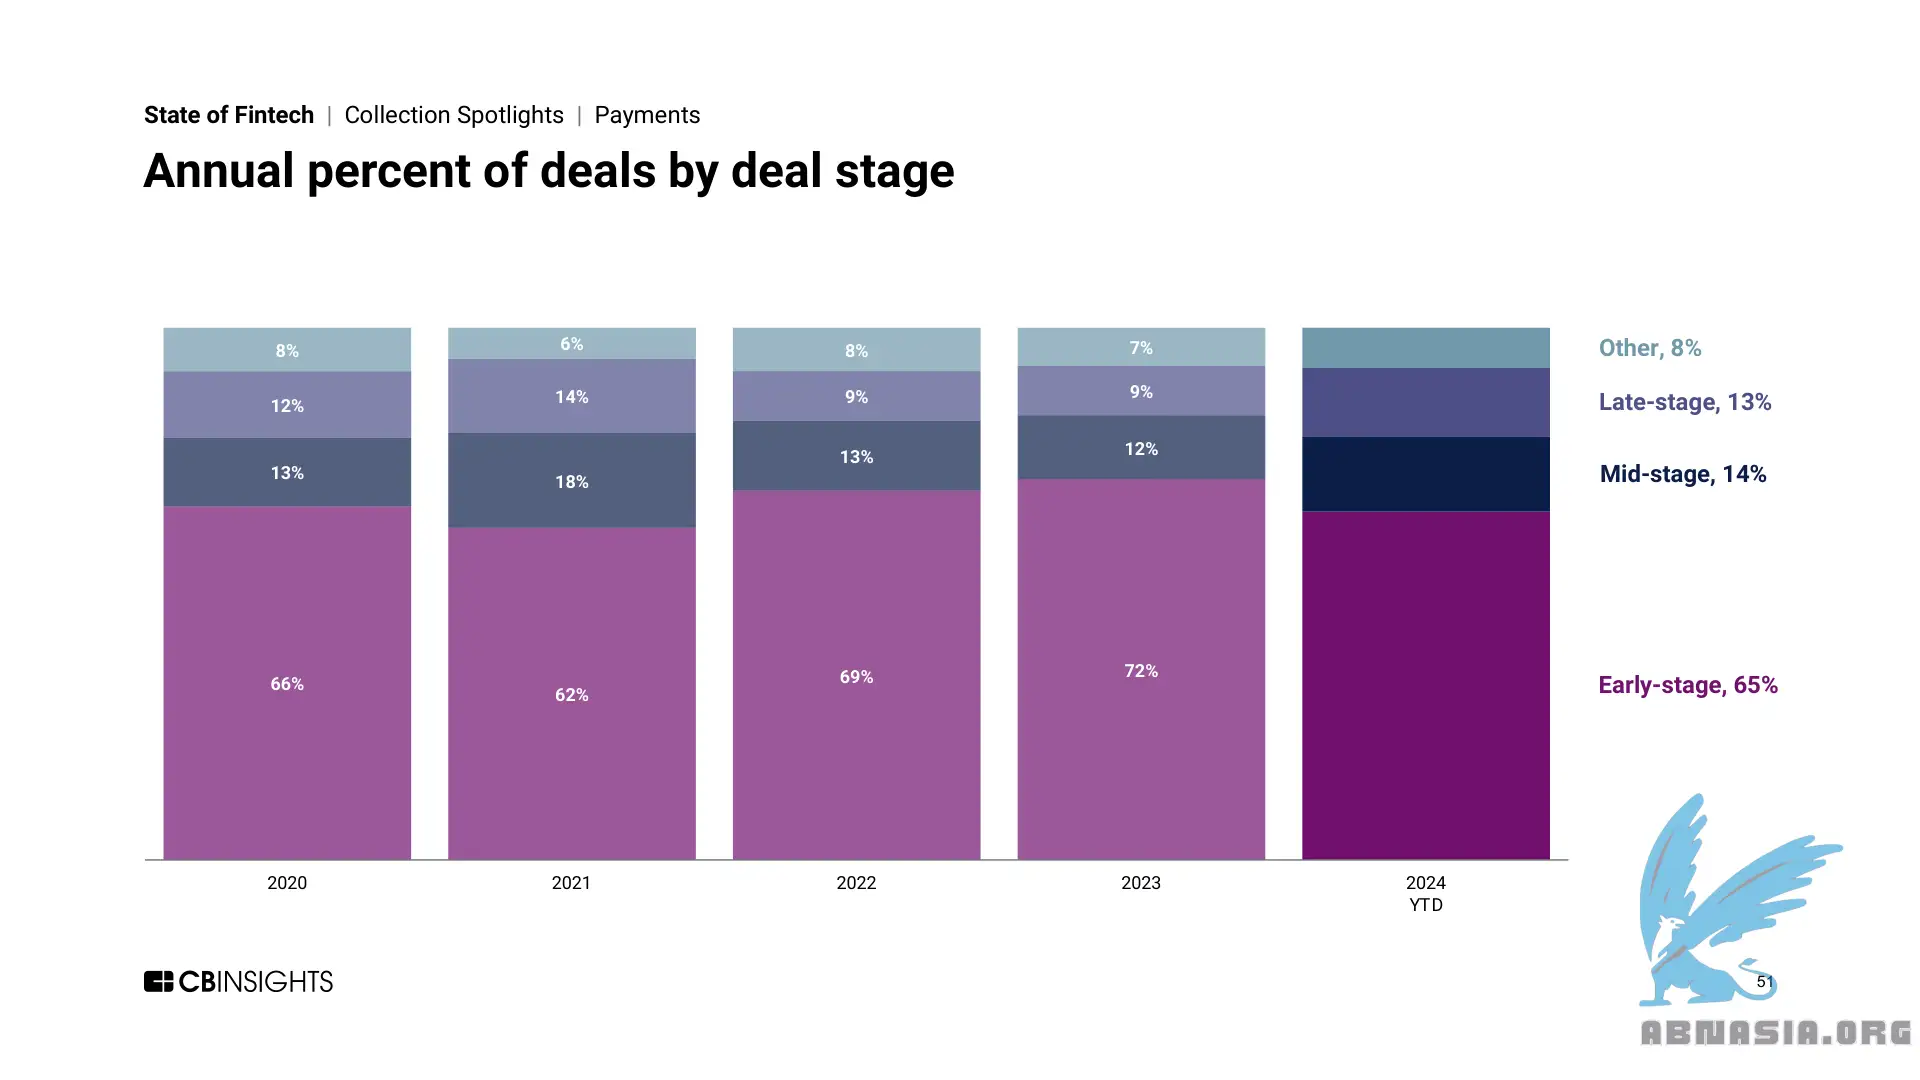 State of Fintech | Collection Spotlights | Payments
Annual percent of deals by deal stage
8%
6%
8%
7%
Other, 8%
12%
14%
9%
9%
Late-stage, 13%
13%
18%
13%
12%
Mid-stage, 14%
66%
62%
69%
72%
Early-stage, 65%
2020
2021
2022
2023
2024
YTD
CBINSIGHTS
51
ABNASIA.ORG